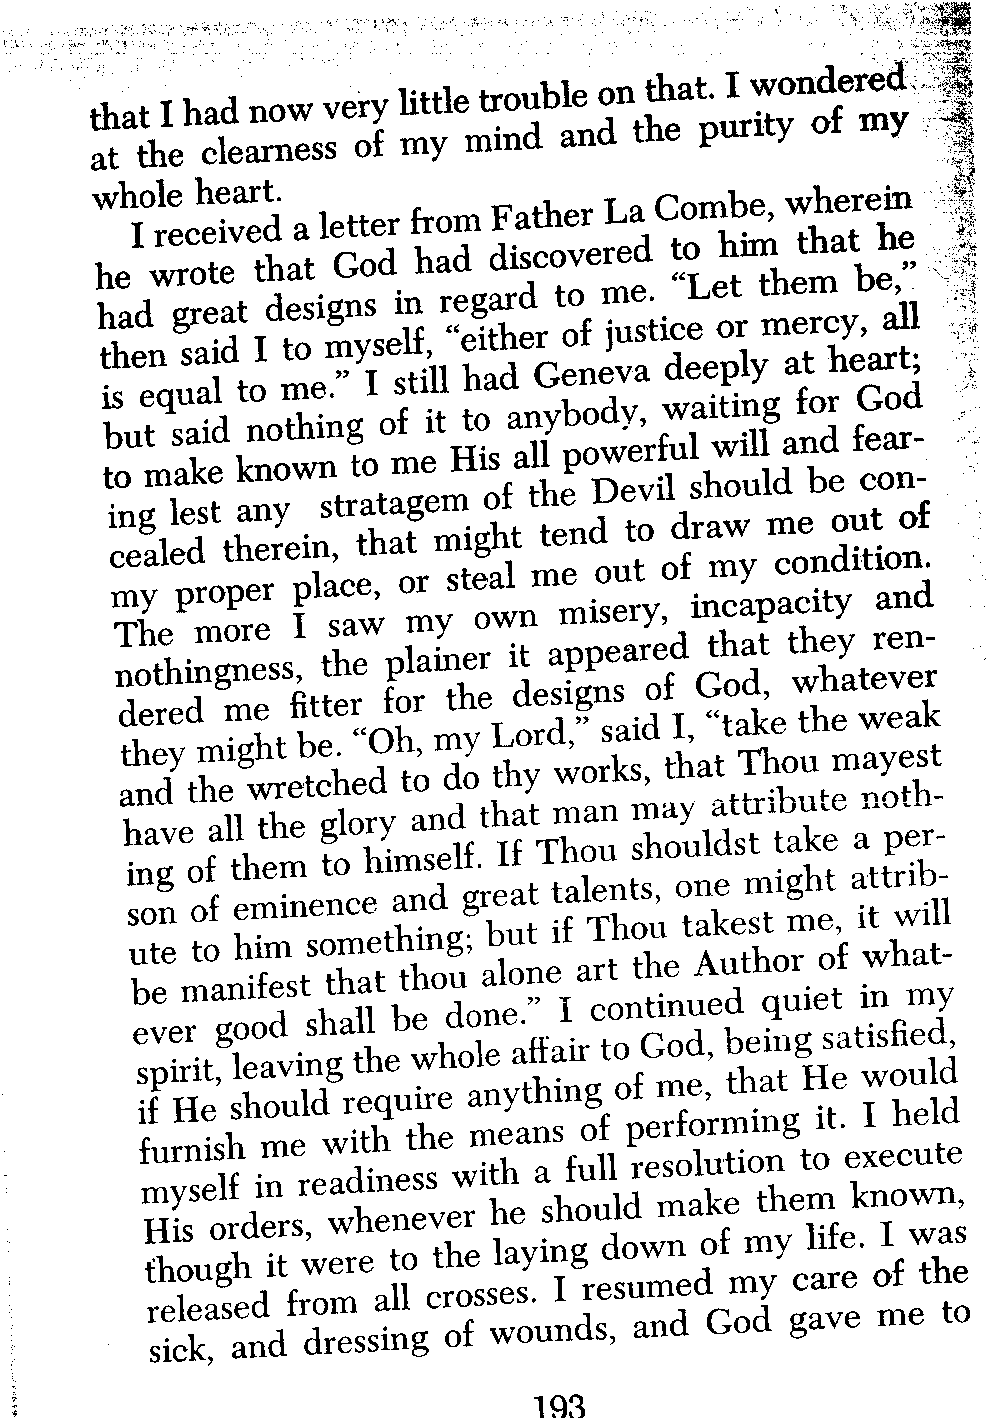 that I had now very little trouble on that. I wondered
at the clearness of my mind and the purity of my
whole heart.
I received a letter from Father La Combe, wherein
he wrote that God had discovered to him that he
had great designs in regard to me. “Let them be,”
then said I to myself, “either of justice or mercy, all
is equal to me.” I still had Geneva deeply at heart;
but said nothing of it to anybody, waiting for God
to make known to me His all powerful will and fear-
ing lest any stratagem of the Devil should be con-
cealed therein, that might tend to draw me out of
my proper place, or steal me out of my condition.
The more I saw my own misery, incapacity and
nothingness, the plainer it appeared that they ren-
dered me fitter for the designs of God, whatever
they might be. “Oh, my Lord,” said I, “take the weak
and the wretched to do thy works, that Thou mayest
have all the glory and that man may attribute noth-
ing of them to himself. If Thou shouldst take a per-
son of eminence and great talents, one might attrib-
ute to him something; but if Thou takest me, it will
be manifest that thou alone art the Author of what-
ever good shall be done.” I continued quiet in my
spirit, leaving the whole affair to God, being satisfied,
if He should require anything of me, that He would
furnish me with the means of performing it. I held
myself in readiness with a full resolution to execute
His orders, whenever he should make them known,
though it were to the laying down of my life. I was
released from all crosses. I resumed my care of the
sick, and dressing of wounds, and God gave me to
193